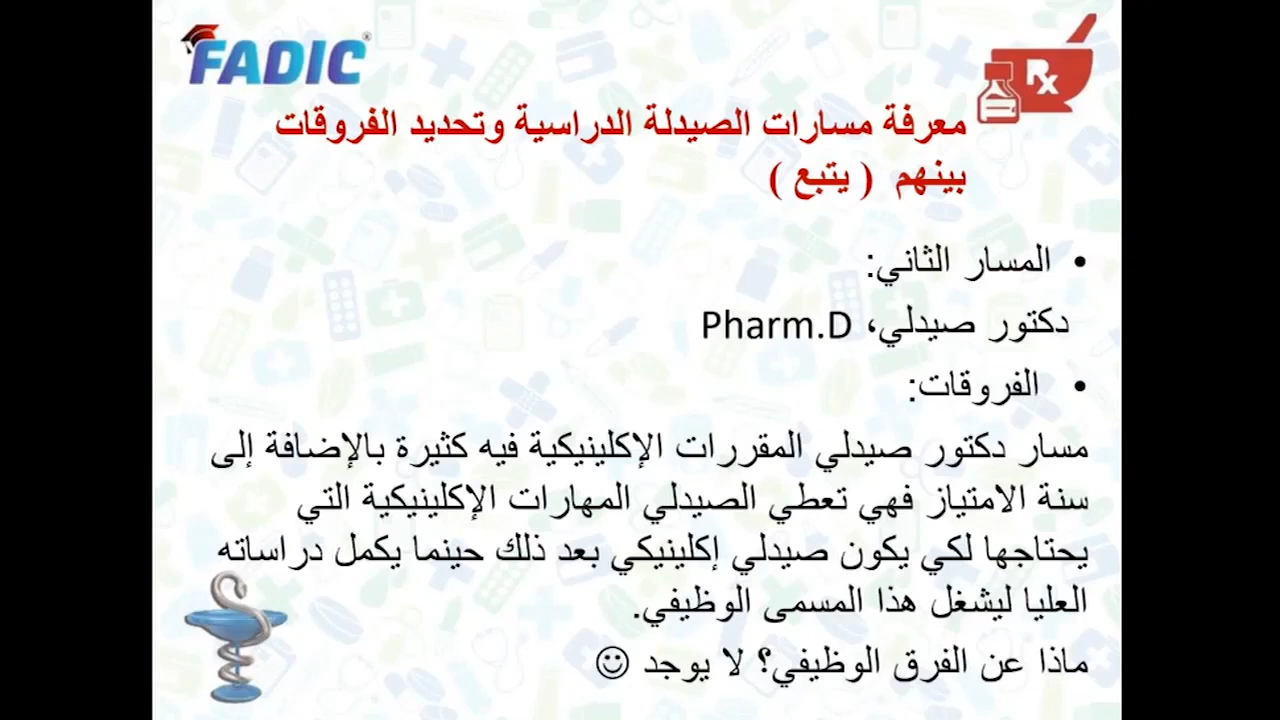 FADIC®
Rx
معرفة مسارات الصيدلة الدراسية وتحديد الفروقات
بينهم ( يتبع )
• المسار الثاني:
دكتور صيدلي، Pharm.D
• الفروقات:
مسار دكتور صيدلي المقررات الإكلينيكية فيه كثيرة بالإضافة إلى
سنة الامتياز فهي تعطي الصيدلي المهارات الإكلينيكية التي
يحتاجها لكي يكون صيدلي إكلينيكي بعد ذلك حينما يكمل دراساته
العليا ليشغل هذا المسمى الوظيفي.
ماذا عن الفرق الوظيفي؟ لا يوجد ☺